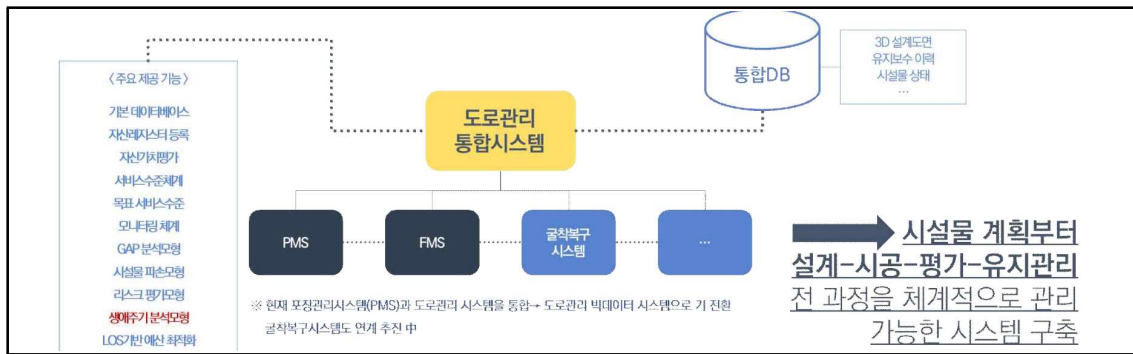 〈주요 제공 기능〉
기본 데이터베이스
자산레지스터 등록
자산가치평가
서비스수준체계
목표 서비스수준
모니터링 체계
GAP 분석모형
시설물 파손모형
리스크 평가모형
생애주기 분석모형
LOS기반 예산 최적화
도로관리
통합시스템
통합DB
3D 설계도면
유지보수 이력
시설물 상태
…
PMS
FMS
굴착복구
시스템
…
※ 현재 포장관리시스템(PMS)과 도로관리 시스템을 통합→ 도로관리 빅데이터 시스템으로 기 전환
굴착복구시스템도 연계 추진 中
시설물 계획부터
설계-시공-평가-유지관리
전 과정을 체계적으로 관리
가능한 시스템 구축